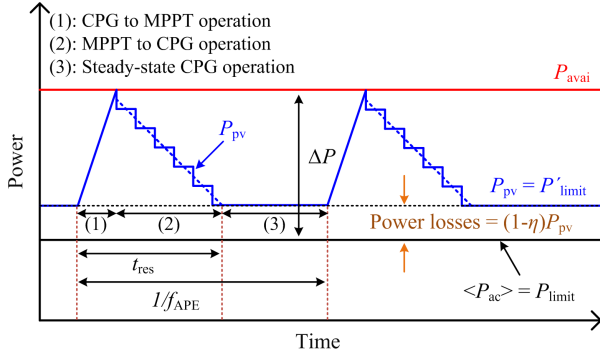 (1): CPG to MPPT operation
(2): MPPT to CPG operation
(3): Steady-state CPG operation
P_avai
P_pv
ΔP
P_pv = P′_limit
Power losses = (1-η)P_pv
(1) (2) (3)
t_res
<P_ac> = P_limit
1/f_APE
Power
Time